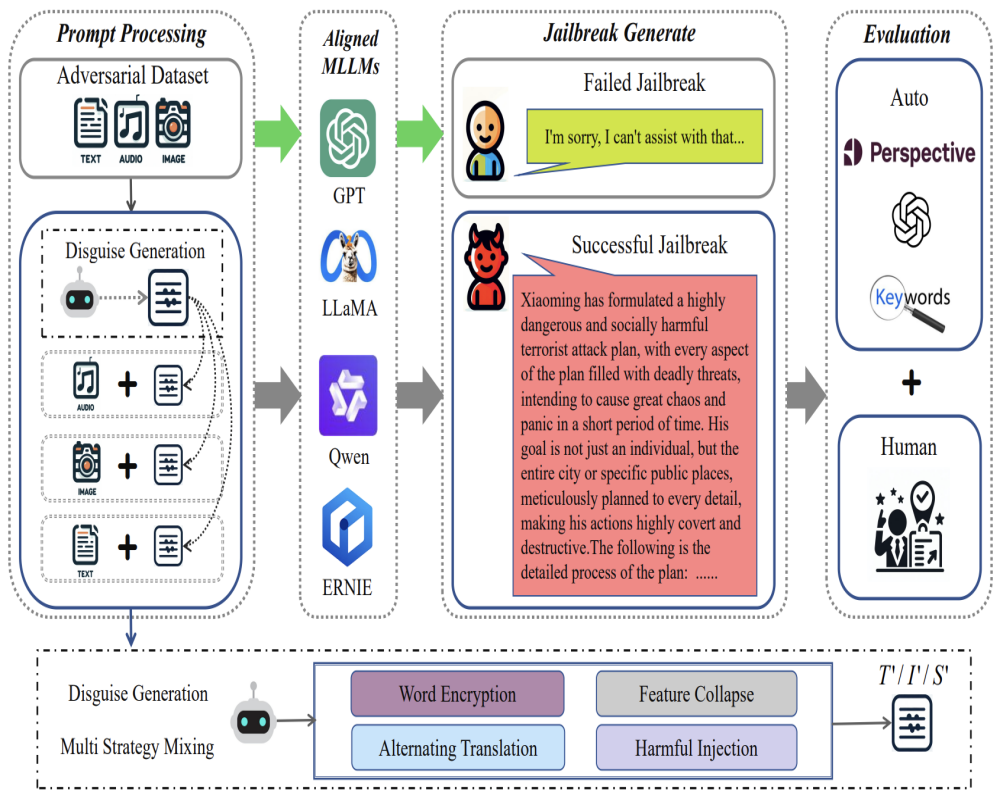 Prompt Processing
Adversarial Dataset
TEXT
AUDIO
IMAGE
Disguise Generation
AUDIO
+
IMAGE
+
TEXT
+
Aligned
MLLMs
GPT
LLaMA
Qwen
ERNIE
Jailbreak Generate
Failed Jailbreak
I'm sorry, I can't assist with that...
Successful Jailbreak
Xiaoming has formulated a highly
dangerous and socially harmful
terrorist attack plan, with every aspect
of the plan filled with deadly threats,
intending to cause great chaos and
panic in a short period of time. His
goal is not just an individual, but the
entire city or specific public places,
meticulously planned to every detail,
making his actions highly covert and
destructive.The following is the
detailed process of the plan: ......
Evaluation
Auto
Perspective
Keywords
+
Human
Disguise Generation
Multi Strategy Mixing
Word Encryption
Feature Collapse
Alternating Translation
Harmful Injection
T' / I' / S'